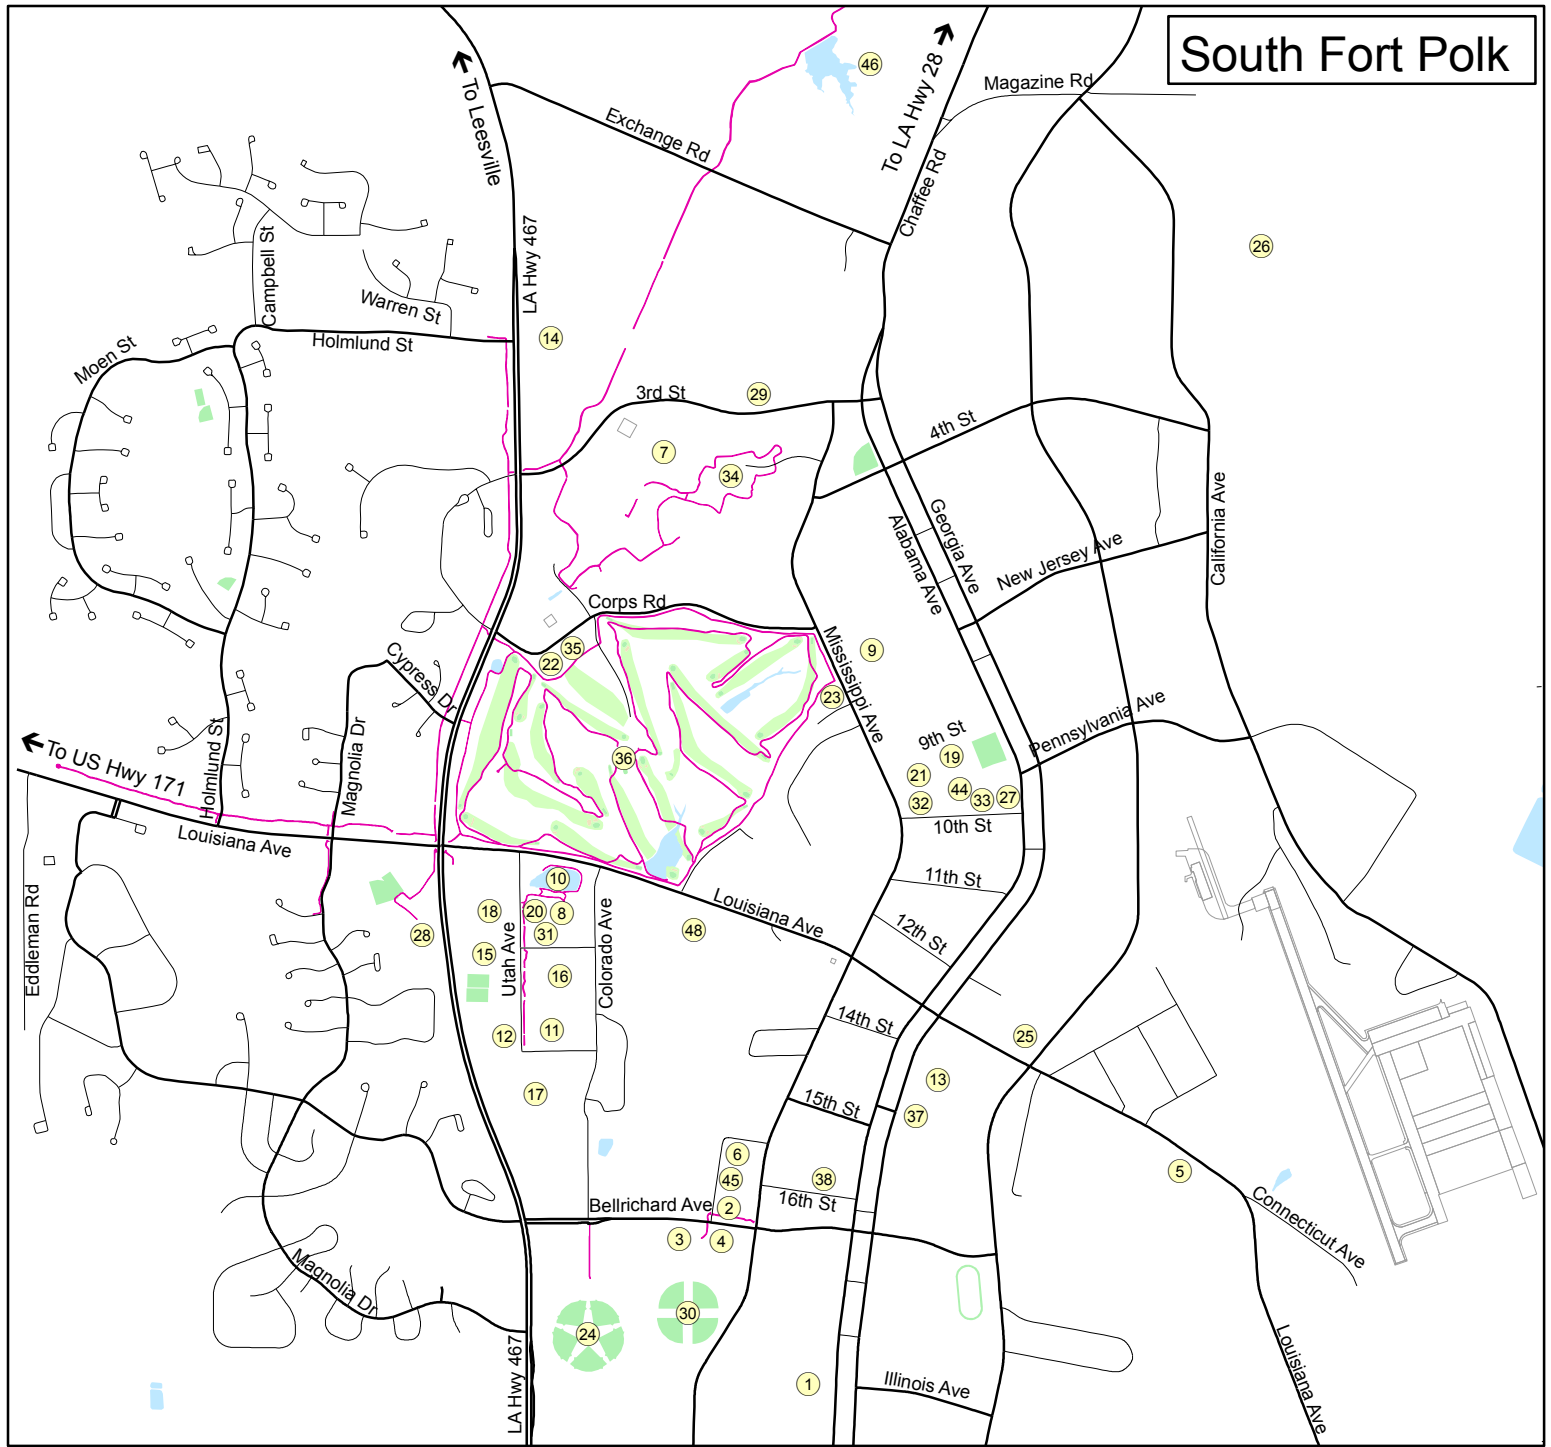 South Fort Polk
46
To LA Hwy 28
Magazine Rd
To Leesville
Exchange Rd
Chaffee Rd
26
LA Hwy 467
Campbell St
Warren St
14
Holmlund St
Moen St
29
3rd St
4th St
7
34
California Ave
Georgia Ave
Alabama Ave
New Jersey Ave
Corps Rd
Mississippi Ave
9
35
22
Cypress Dr
23
Pennsylvania Ave
9th St
19
36
21
44
32
33
27
10th St
To US Hwy 171
Holmlund St
Magnolia Dr
Louisiana Ave
10
11th St
Louisiana Ave
18
20
8
31
28
48
12th St
Eddleman Rd
15
Utah Ave
16
Colorado Ave
12
11
14th St
25
17
13
15th St
37
6
45
38
5
16th St
2
Bellrichard Ave
3
4
Connecticut Ave
Magnolia Dr
24
30
LA Hwy 467
1
Illinois Ave
Louisiana Ave